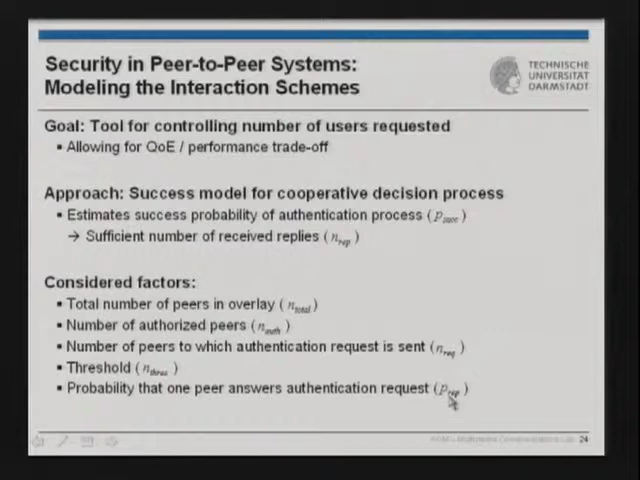 Security in Peer-to-Peer Systems:
Modeling the Interaction Schemes
TECHNISCHE
UNIVERSITÄT
DARMSTADT
Goal: Tool for controlling number of users requested
▪ Allowing for QoE / performance trade-off
Approach: Success model for cooperative decision process
▪ Estimates success probability of authentication process (p_succ)
→ Sufficient number of received replies (n_rep)
Considered factors:
▪ Total number of peers in overlay (n_total)
▪ Number of authorized peers (n_auth)
▪ Number of peers to which authentication request is sent (n_req)
▪ Threshold (n_thres)
▪ Probability that one peer answers authentication request (p_rep)
24